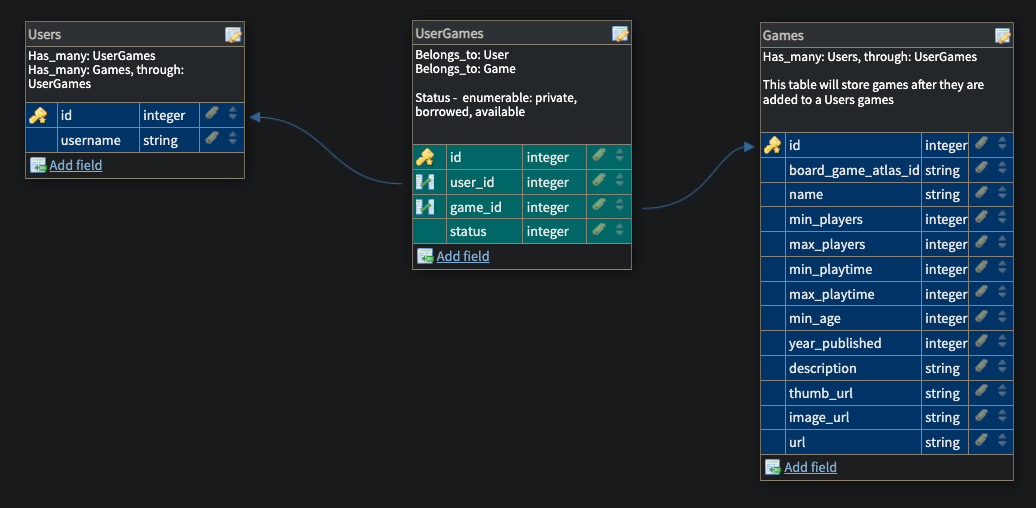 Users
Has_many: UserGames
Has_many: Games, through:
UserGames
id integer
username string
Add field
UserGames
Belongs_to: User
Belongs_to: Game
Status - enumerable: private,
borrowed, available
id integer
user_id integer
game_id integer
status integer
Add field
Games
Has_many: Users, through: UserGames
This table will store games after they are
added to a Users games
id integer
board_game_atlas_id string
name string
min_players integer
max_players integer
min_playtime integer
max_playtime integer
min_age integer
year_published integer
description string
thumb_url string
image_url string
url string
Add field